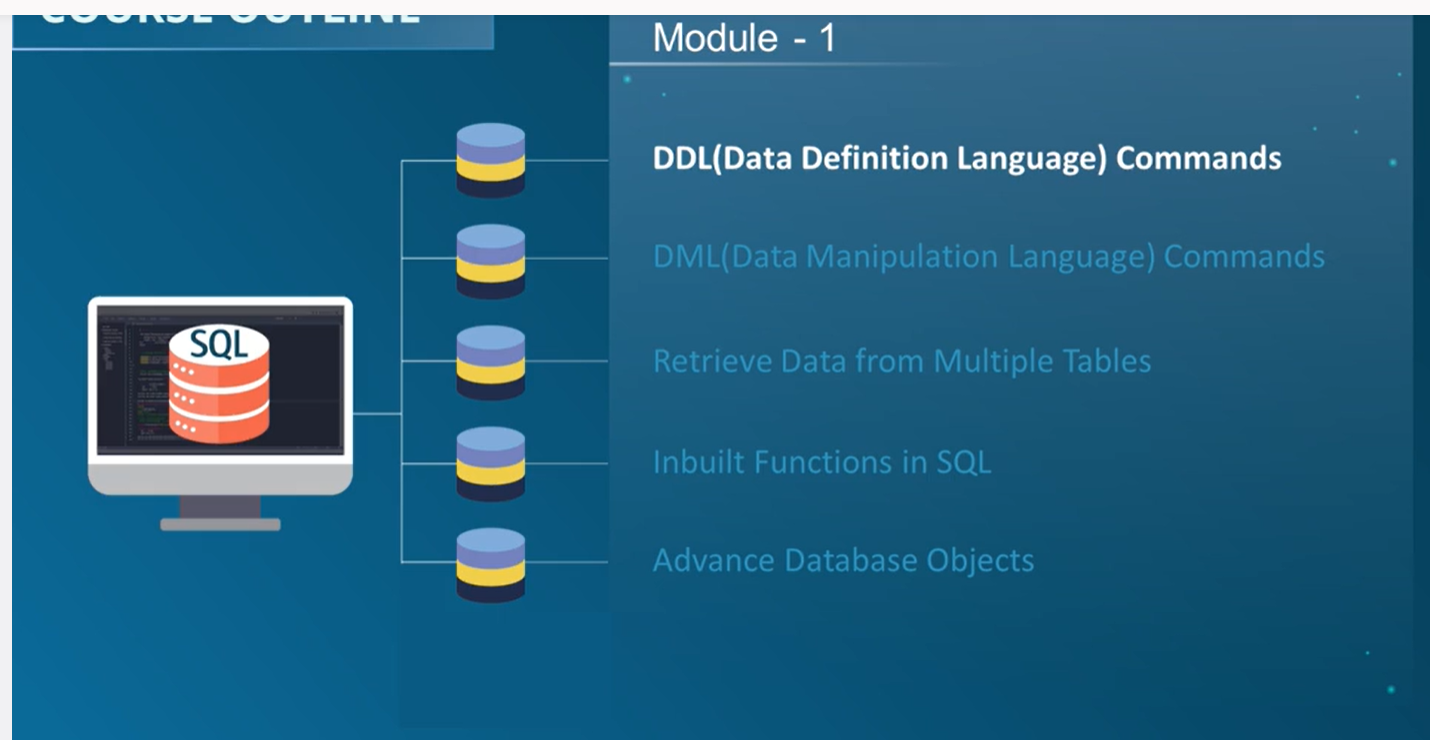 COURSE OUTLINE
Module - 1
DDL(Data Definition Language) Commands
DML(Data Manipulation Language) Commands
Retrieve Data from Multiple Tables
SQL
Inbuilt Functions in SQL
Advance Database Objects